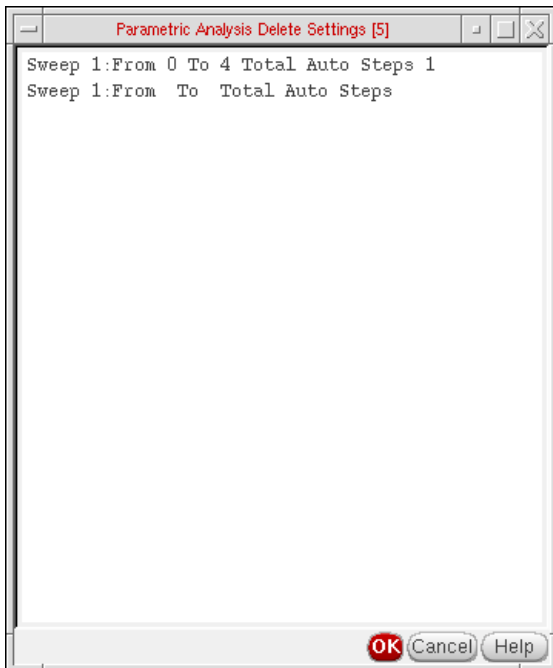 Parametric Analysis Delete Settings [5]
Sweep 1:From 0 To 4 Total Auto Steps 1
Sweep 1:From  To  Total Auto Steps
OK Cancel Help